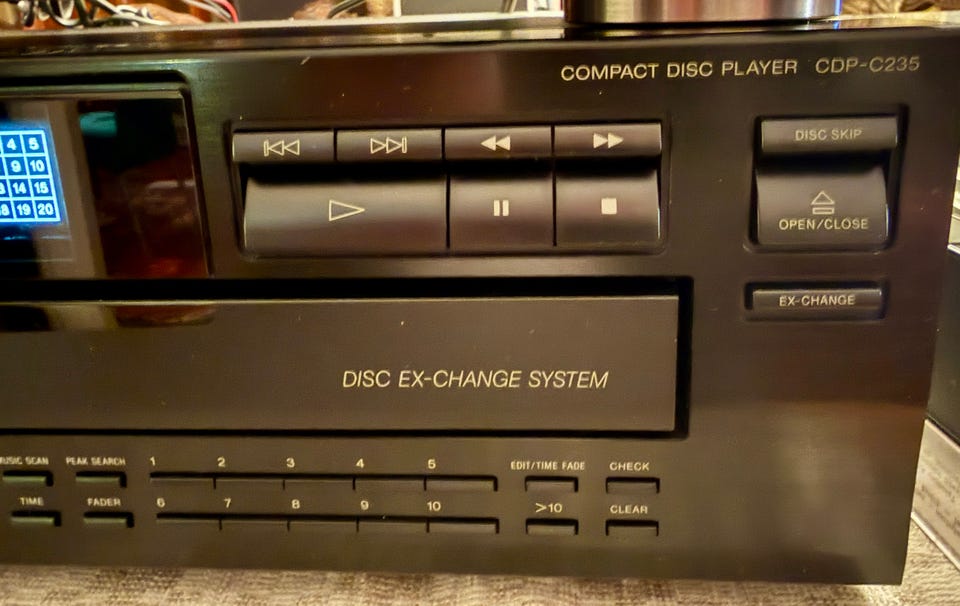 COMPACT DISC PLAYER CDP-C235
4 5
9 10
14 15
19 20
DISC SKIP
OPEN/CLOSE
EX-CHANGE
DISC EX-CHANGE SYSTEM
MUSIC SCAN PEAK SEARCH 1 2 3 4 5 EDIT/TIME FADE CHECK
TIME FADER 6 7 8 9 10 >10 CLEAR